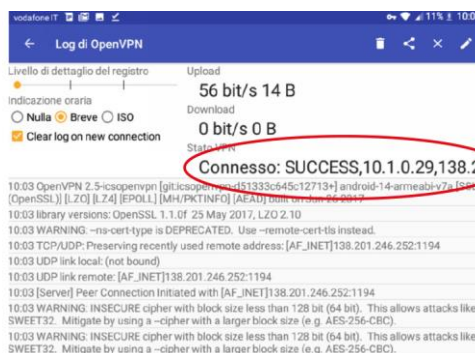 vodafone IT 11% 10:0
Log di OpenVPN
Livello di dettaglio del registro
Upload
56 bit/s 14 B
Indicazione oraria
Download
Nulla Breve ISO
0 bit/s 0 B
Clear log on new connection
Stato VPN
Connesso: SUCCESS,10.1.0.29,138.2
10:03 OpenVPN 2.5-icsopenvpn [git:icsopenvpn-d51333c645c12713+] android-14-armeabi-v7a
(OpenSSL)] [LZO] [LZ4] [EPOLL] [MH/PKTINFO] [AEAD] built on Jun 26 2017
10:03 library versions: OpenSSL 1.1.0f 25 May 2017, LZO 2.10
10:03 WARNING: --ns-cert-type is DEPRECATED. Use --remote-cert-tls instead.
10:03 TCP/UDP: Preserving recently used remote address: [AF_INET]138.201.246.252:1194
10:03 UDP link local: (not bound)
10:03 UDP link remote: [AF_INET]138.201.246.252:1194
10:03 [Server] Peer Connection Initiated with [AF_INET]138.201.246.252:1194
10:03 WARNING: INSECURE cipher with block size less than 128 bit (64 bit). This allows attacks like
SWEET32. Mitigate by using a --cipher with a larger block size (e.g. AES-256-CBC).
10:03 WARNING: INSECURE cipher with block size less than 128 bit (64 bit). This allows attacks like
SWEET32. Mitigate by using a --cipher with a larger block size (e.g. AES-256-CBC).